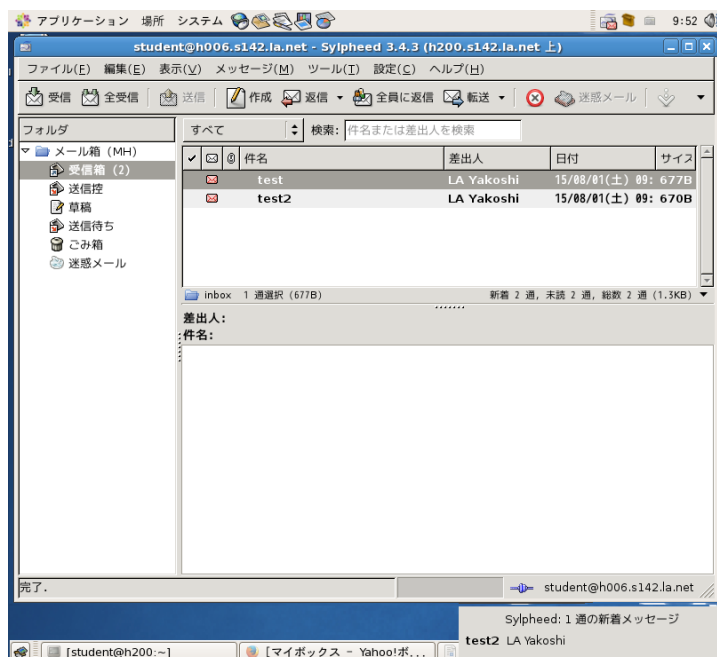 アプリケーション 場所 システム 9:52
student@h006.s142.la.net - Sylpheed 3.4.3 (h200.s142.la.net 上)
ファイル(F) 編集(E) 表示(V) メッセージ(M) ツール(T) 設定(C) ヘルプ(H)
受信 全受信 送信 作成 返信 全員に返信 転送 迷惑メール
フォルダ すべて 検索: 件名または差出人を検索
メール箱 (MH)
受信箱 (2)
送信控
草稿
送信待ち
ごみ箱
迷惑メール
件名 差出人 日付 サイズ
test LA Yakoshi 15/08/01(土) 09: 677B
test2 LA Yakoshi 15/08/01(土) 09: 670B
inbox 1 通選択 (677B) 新着 2 通, 未読 2 通, 総数 2 通 (1.3KB)
差出人:
件名:
完了. student@h006.s142.la.net
Sylpheed: 1 通の新着メッセージ
test2 LA Yakoshi
[student@h200:~] [マイボックス - Yahoo!ボ...